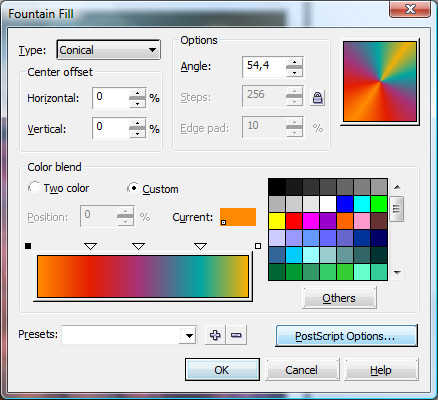 Fountain Fill
Type: Conical
Options
Angle: 54,4
Steps: 256
Edge pad: 10 %
Center offset
Horizontal: 0 %
Vertical: 0 %
Color blend
Two color Custom
Position: 0 % Current:
Others
Presets:
PostScript Options...
OK Cancel Help